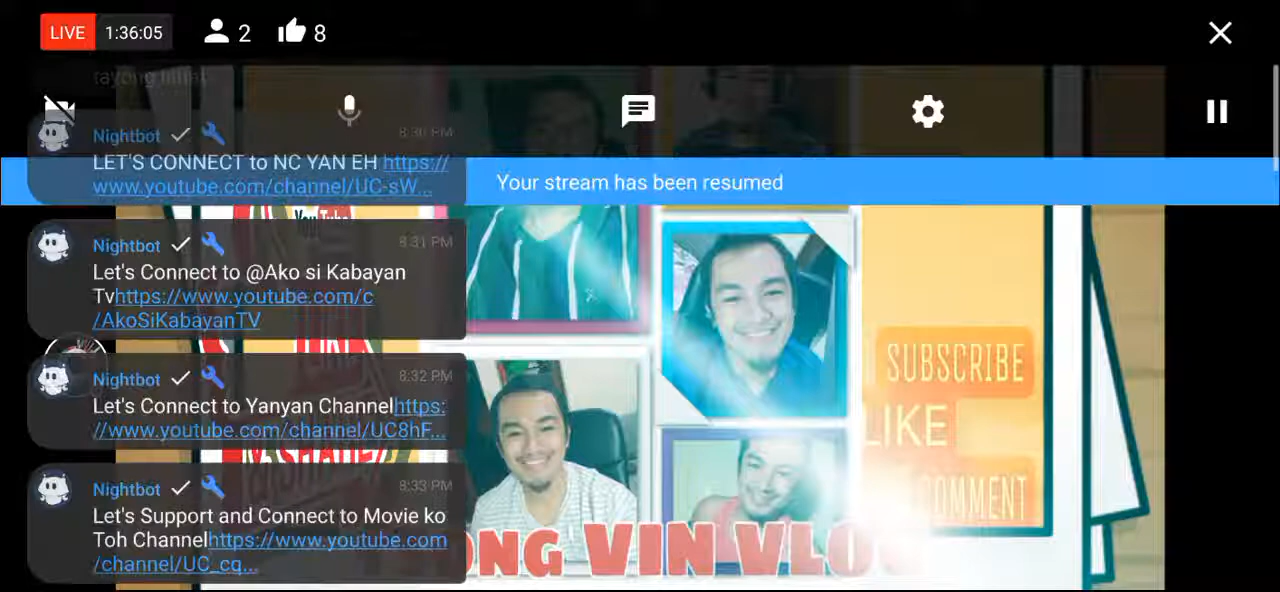 LIVE 1:36:05 2 8
Nightbot 8:30 PM
LET'S CONNECT to NC YAN EH https://
www.youtube.com/channel/UC-sW...
Your stream has been resumed
YouTube
Nightbot 8:31 PM
Let's Connect to @Ako si Kabayan
Tvhttps://www.youtube.com/c
/AkoSiKabayanTV
Nightbot 8:32 PM
Let's Connect to Yanyan Channelhttps:
//www.youtube.com/channel/UC8hF...
Nightbot 8:33 PM
Let's Support and Connect to Movie ko
Toh Channelhttps://www.youtube.com
/channel/UC_cq...
SUBSCRIBE
LIKE
COMMENT
ONG VIN VLOG